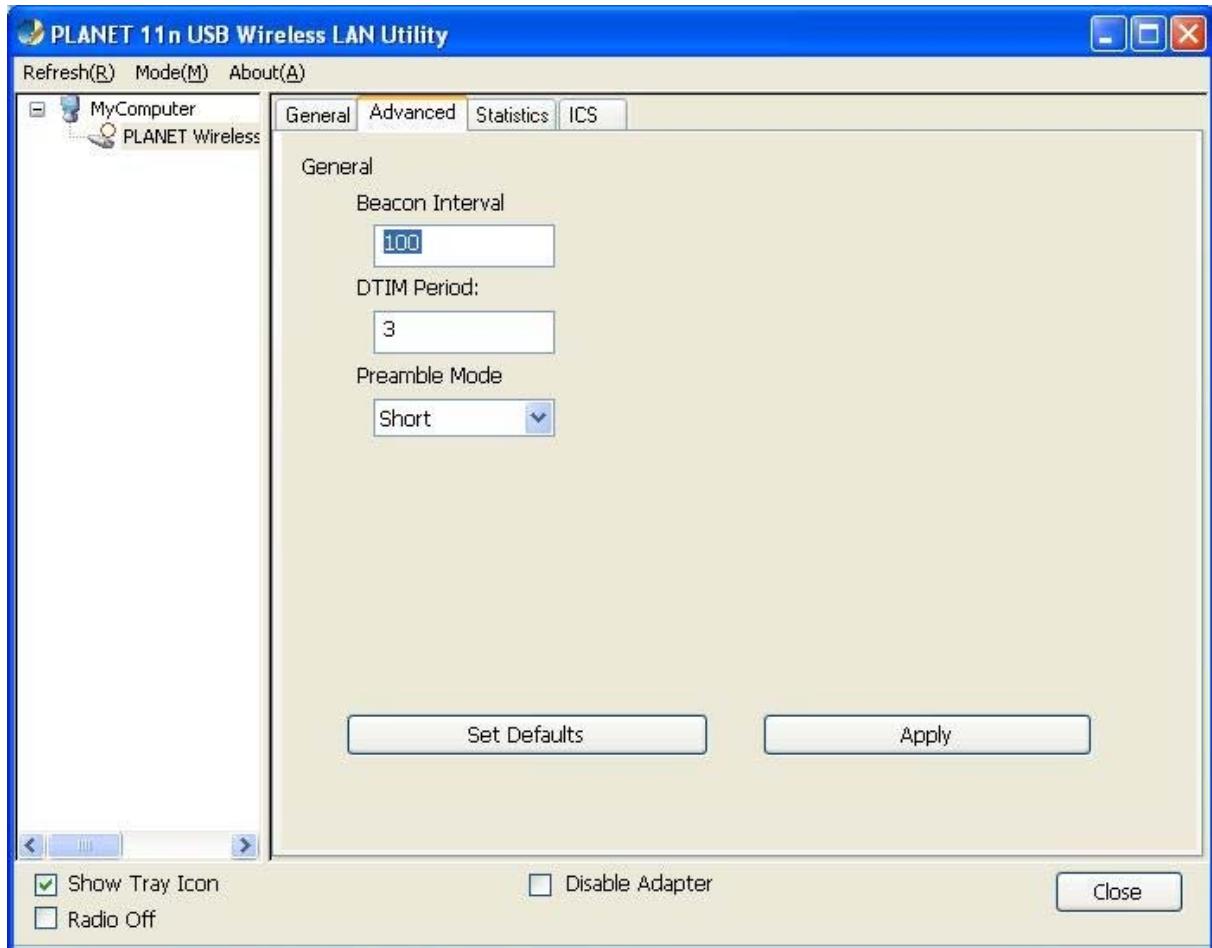 PLANET 11n USB Wireless LAN Utility
Refresh(R) Mode(M) About(A)
MyComputer
PLANET Wireless
General Advanced Statistics ICS
General
Beacon Interval
100
DTIM Period:
3
Preamble Mode
Short
Set Defaults Apply
Show Tray Icon Disable Adapter
Radio Off
Close